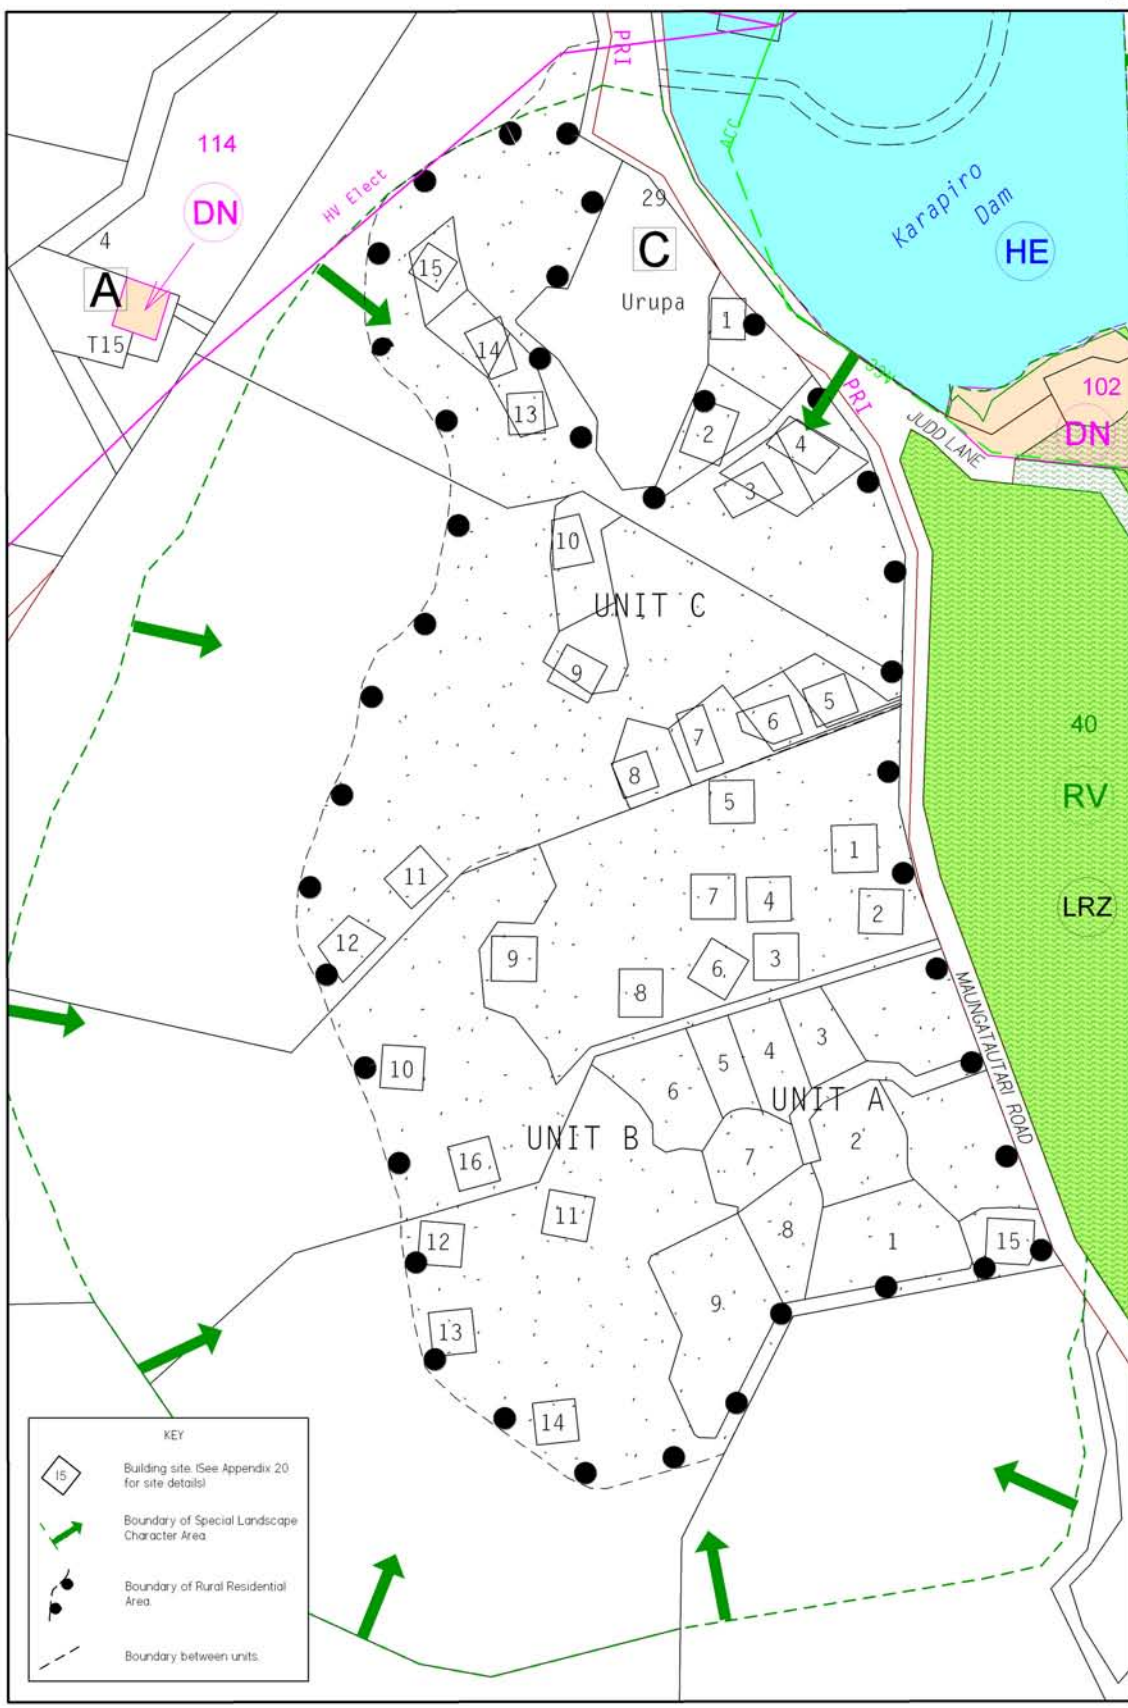 PRI
114
DN
HV Elect
4
A
T15
29
C
Urupa
ACC
Karapiro
Dam
HE
15
14
13
1
2
3
4
PRI
ACC
JUDD LANE
102
DN
10
UNIT C
9
5
6
7
8
40
RV
LRZ
11
12
5
1
7
4
2
9
6
3
8
MAUNGATAUTARI ROAD
10
16
UNIT B
11
12
13
14
3
4
5
6
UNIT A
2
7
8
1
15
9
KEY
15
Building site. (See Appendix 20
for site details)
Boundary of Special Landscape
Character Area.
Boundary of Rural Residential
Area.
Boundary between units.